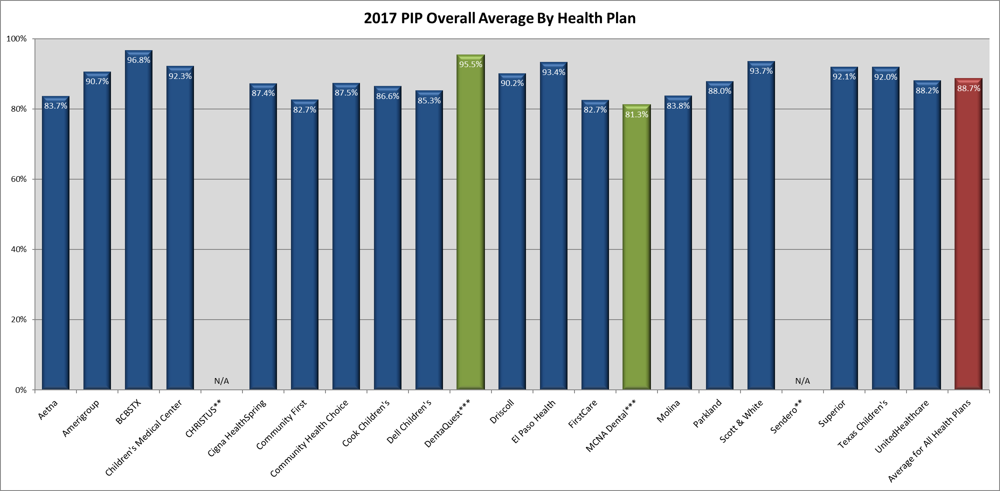 2017 PIP Overall Average By Health Plan
100%
80%
60%
40%
20%
0%
83.7%
90.7%
96.8%
92.3%
N/A
87.4%
82.7%
87.5%
86.6%
85.3%
95.5%
90.2%
93.4%
82.7%
81.3%
83.8%
88.0%
93.7%
N/A
92.1%
92.0%
88.2%
88.7%
Aetna
Amerigroup
BCBSTX
Children's Medical Center
CHRISTUS**
Cigna HealthSpring
Community First
Community Health Choice
Cook Children's
Dell Children's
DentaQuest***
Driscoll
El Paso Health
FirstCare
MCNA Dental***
Molina
Parkland
Scott & White
Sendero**
Superior
Texas Children's
UnitedHealthcare
Average for All Health Plans